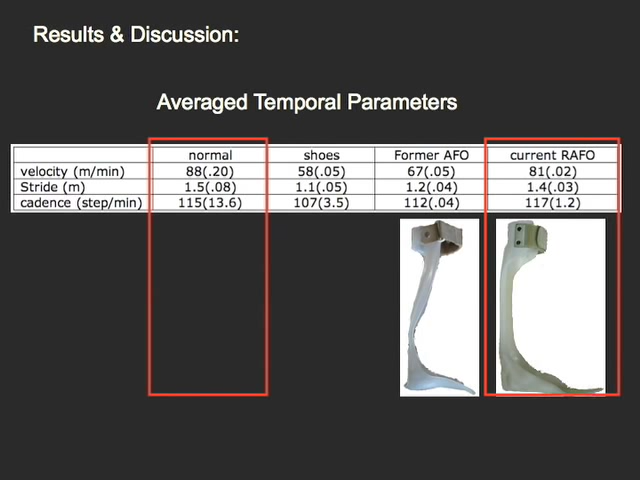 Results & Discussion:
Averaged Temporal Parameters
normal shoes Former AFO current RAFO
velocity (m/min) 88(.20) 58(.05) 67(.05) 81(.02)
Stride (m) 1.5(.08) 1.1(.05) 1.2(.04) 1.4(.03)
cadence (step/min) 115(13.6) 107(3.5) 112(.04) 117(1.2)